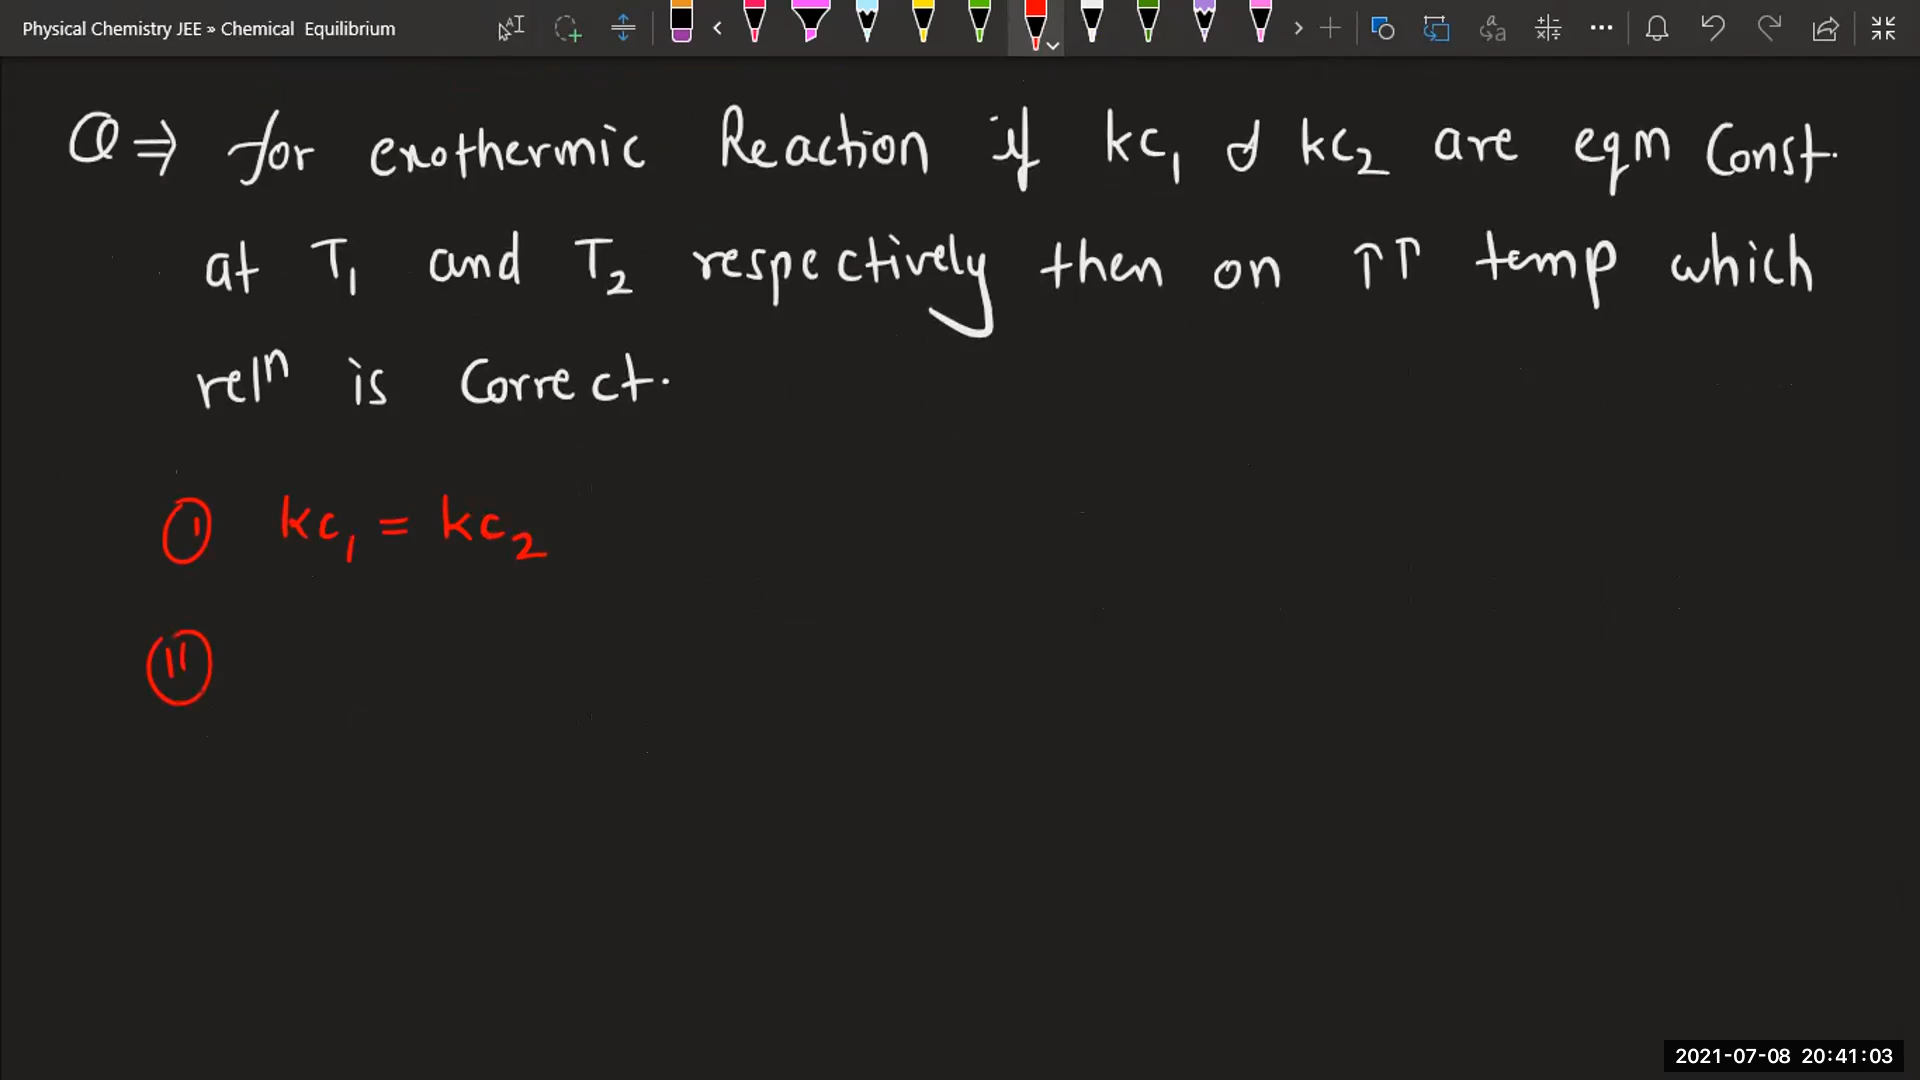 Physical Chemistry JEE » Chemical Equilibrium
Q ⇒ for exothermic Reaction if kc₁ & kc₂ are eqm Const.
at T₁ and T₂ respectively then on ↑↑ temp which
relⁿ is Correct.
① kc₁ = kc₂
⑪
2021-07-08 20:41:03